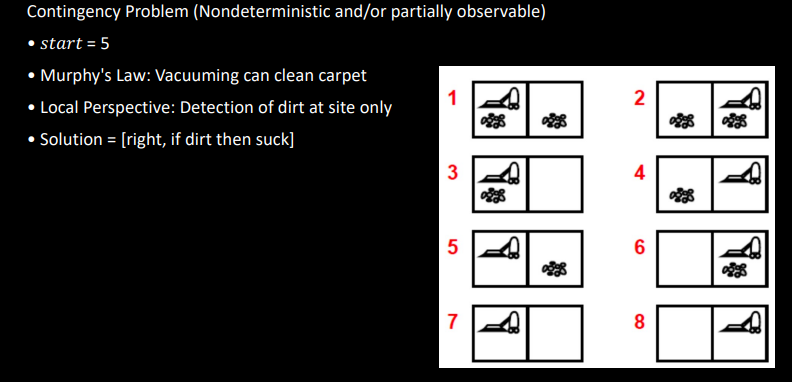 Contingency Problem (Nondeterministic and/or partially observable)
• start = 5
• Murphy's Law: Vacuuming can clean carpet
• Local Perspective: Detection of dirt at site only
• Solution = [right, if dirt then suck]
1 2
3 4
5 6
7 8